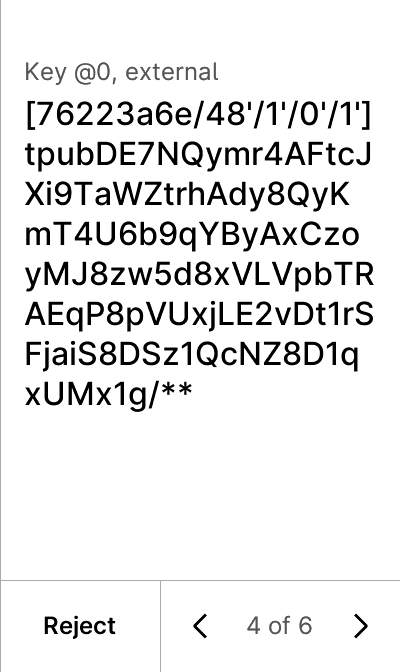 Key @0, external
[76223a6e/48'/1'/0'/1']
tpubDE7NQymr4AFtcJ
Xi9TaWZtrhAdy8QyK
mT4U6b9qYByAxCzo
yMJ8zw5d8xVLVpbTR
AEqP8pVUxjLE2vDt1rS
FjaiS8DSz1QcNZ8D1q
xUMx1g/**
Reject
4 of 6